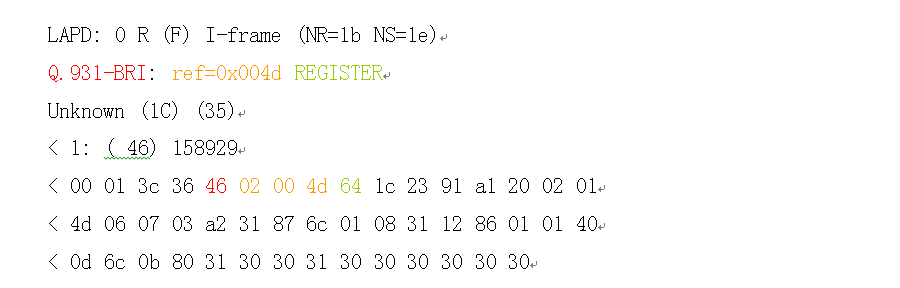 LAPD: 0 R (F) I-frame (NR=1b NS=1e)
Q.931-BRI: ref=0x004d REGISTER
Unknown (1C) (35)
< 1: ( 46) 158929
< 00 01 3c 36 46 02 00 4d 64 1c 23 91 a1 20 02 01
< 4d 06 07 03 a2 31 87 6c 01 08 31 12 86 01 01 40
< 0d 6c 0b 80 31 30 30 31 30 30 30 30 30 30